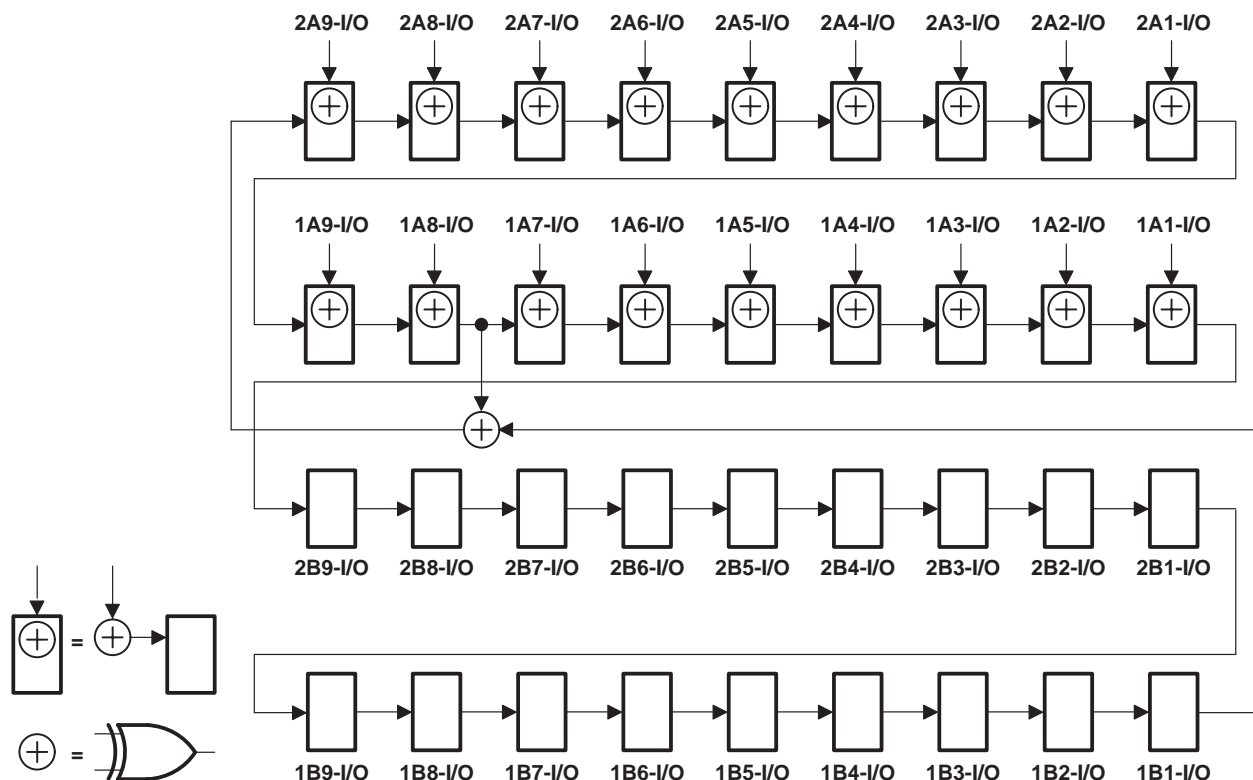 2A9-I/O 2A8-I/O 2A7-I/O 2A6-I/O 2A5-I/O 2A4-I/O 2A3-I/O 2A2-I/O 2A1-I/O
1A9-I/O 1A8-I/O 1A7-I/O 1A6-I/O 1A5-I/O 1A4-I/O 1A3-I/O 1A2-I/O 1A1-I/O
2B9-I/O 2B8-I/O 2B7-I/O 2B6-I/O 2B5-I/O 2B4-I/O 2B3-I/O 2B2-I/O 2B1-I/O
=
=
1B9-I/O 1B8-I/O 1B7-I/O 1B6-I/O 1B5-I/O 1B4-I/O 1B3-I/O 1B2-I/O 1B1-I/O